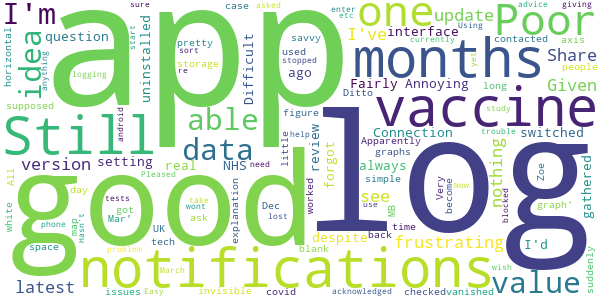 I'm
app
one
Poor
sure
case
asked
giving
advice
Using
horizontal
idea
anything
question
uninstalled
update
etc
enter
start
pretty
Difficult
savvy
used
ago
I've
interface
contacted
currently
axis
months
Share
people
logging
storage
sort
re
stopped
Fairly
Annoying
Ditto
yet
long
Given
supposed
android
figure
vaccine
study
Still
able
review
help
Connection
trouble
switched
data
little
Apparently
graphs
simple
version
setting
NHS
need
forgot
always
nothing
Zoe
gathered
All
real
worked
log
Very
become
Now
graph'
good
day
tests
Pleased
take
wont
explanation
Dec
see
blocked
white
map
Mar'
got
ask
lost
use
MB
I'd
phone
Hasn't
UK
tech
blank
despite
back
time
frustrating
space
notifications
wish
suddenly
latest
problem
March
value
issues
Easy
invisible
covid
acknowledged
checked
vanished